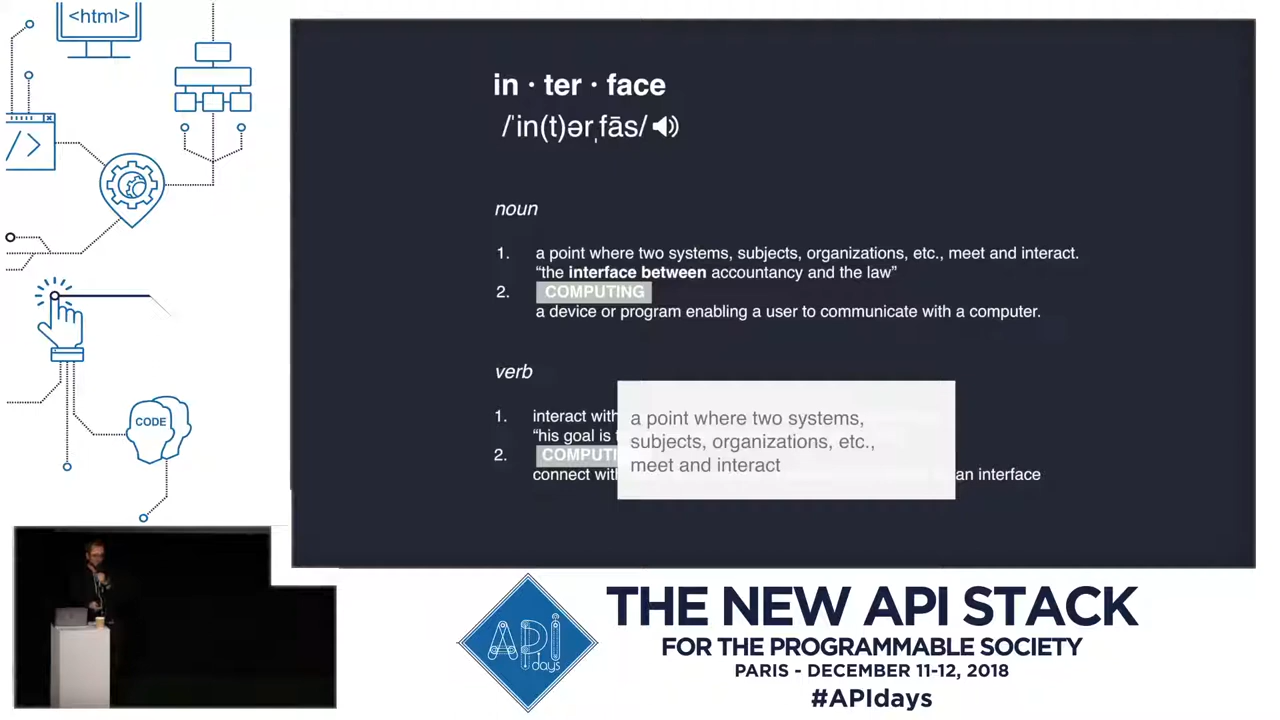 <html>
</>
CODE
in · ter · face
/ˈin(t)ərˌfās/
noun
1. a point where two systems, subjects, organizations, etc., meet and interact.
“the interface between accountancy and the law”
2. COMPUTING
a device or program enabling a user to communicate with a computer.
verb
1. interact with
“his goal is
2. COMPUTI
connect with an interface
a point where two systems,
subjects, organizations, etc.,
meet and interact
API
days
THE NEW API STACK
FOR THE PROGRAMMABLE SOCIETY
PARIS - DECEMBER 11-12, 2018
#APIdays